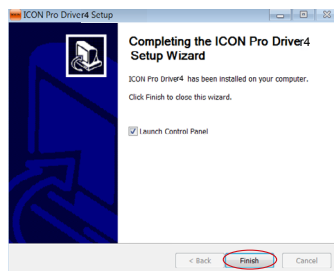 ICON Pro Driver4 Setup
Completing the ICON Pro Driver4
Setup Wizard
ICON Pro Driver4 has been installed on your computer.
Click Finish to close this wizard.
Launch Control Panel
< Back Finish Cancel